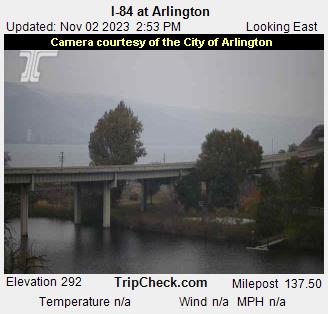 I-84 at Arlington
Updated: Nov 02 2023 2:53 PM Looking East
Camera courtesy of the City of Arlington
Elevation 292 TripCheck.com Milepost 137.50
Temperature n/a Wind n/a MPH n/a